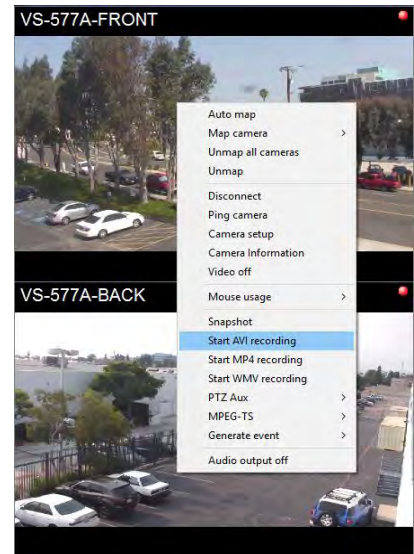 VS-577A-FRONT
Auto map
Map camera >
Unmap all cameras
Unmap
Disconnect
Ping camera
Camera setup
Camera Information
Video off
VS-577A-BACK
Mouse usage >
Snapshot
Start AVI recording
Start MP4 recording
Start WMV recording
PTZ Aux >
MPEG-TS >
Generate event >
Audio output off